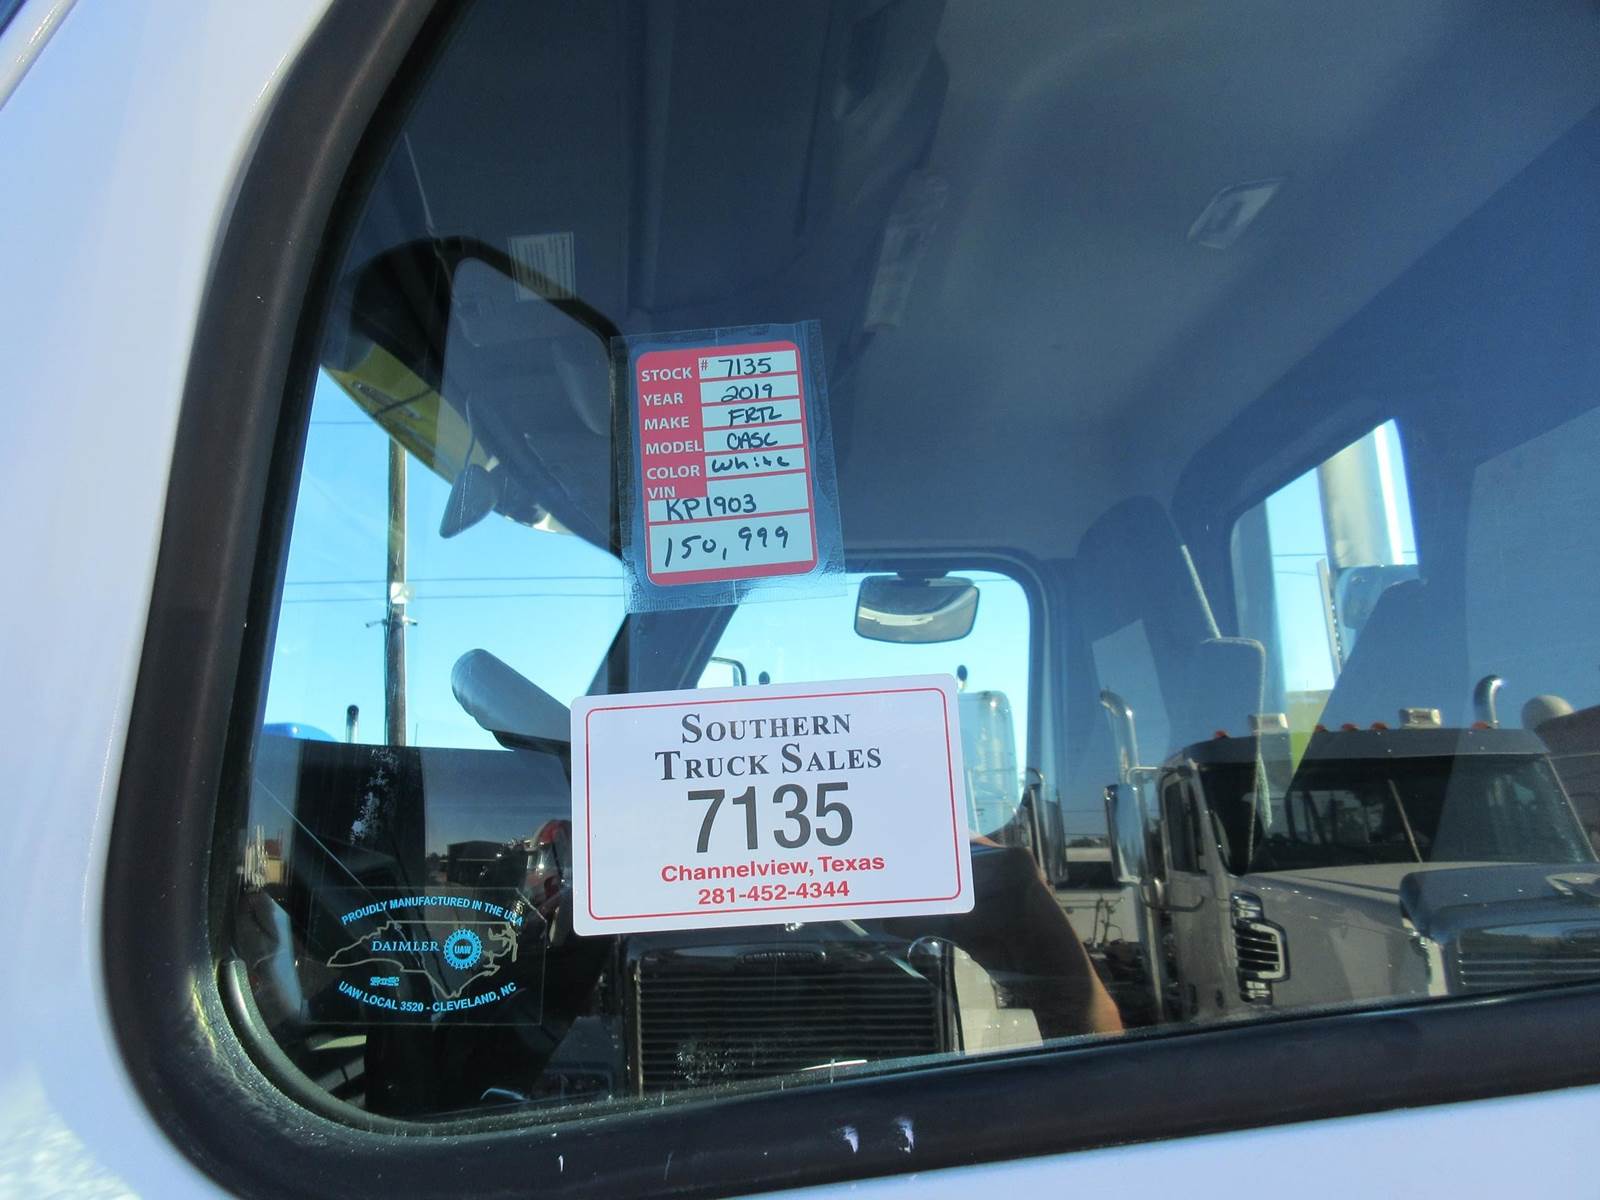 STOCK # 7135
YEAR 2019
MAKE FRTL
MODEL CASC
COLOR White
VIN
KP1903
150,999
SOUTHERN
TRUCK SALES
7135
Channelview, Texas
281-452-4344
PROUDLY MANUFACTURED IN THE USA
DAIMLER UAW
UAW LOCAL 3520 - CLEVELAND, NC